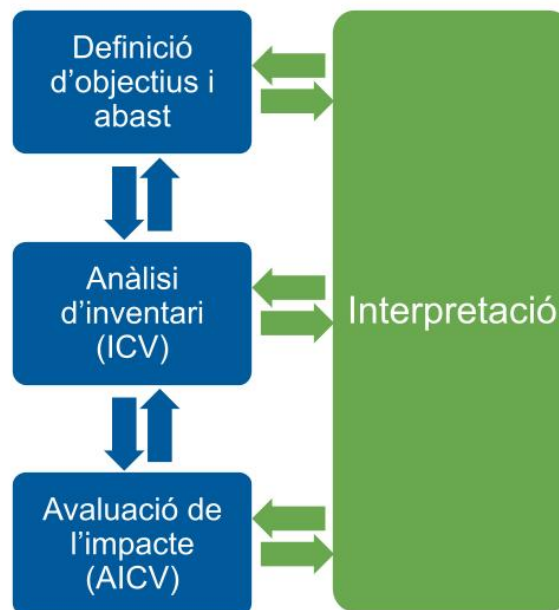 Definició
d’objectius i
abast
Anàlisi
d’inventari
(ICV)
Interpretació
Avaluació de
l’impacte
(AICV)